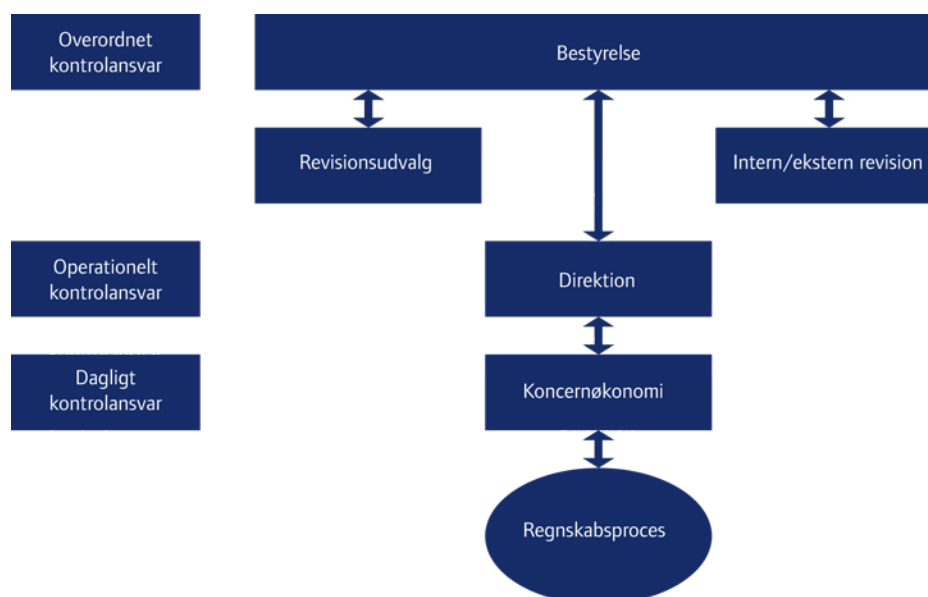 Overordnet
kontrolansvar
Bestyrelse
Revisionsudvalg
Intern/ekstern revision
Operationelt
kontrolansvar
Direktion
Dagligt
kontrolansvar
Koncernøkonomi
Regnskabsproces